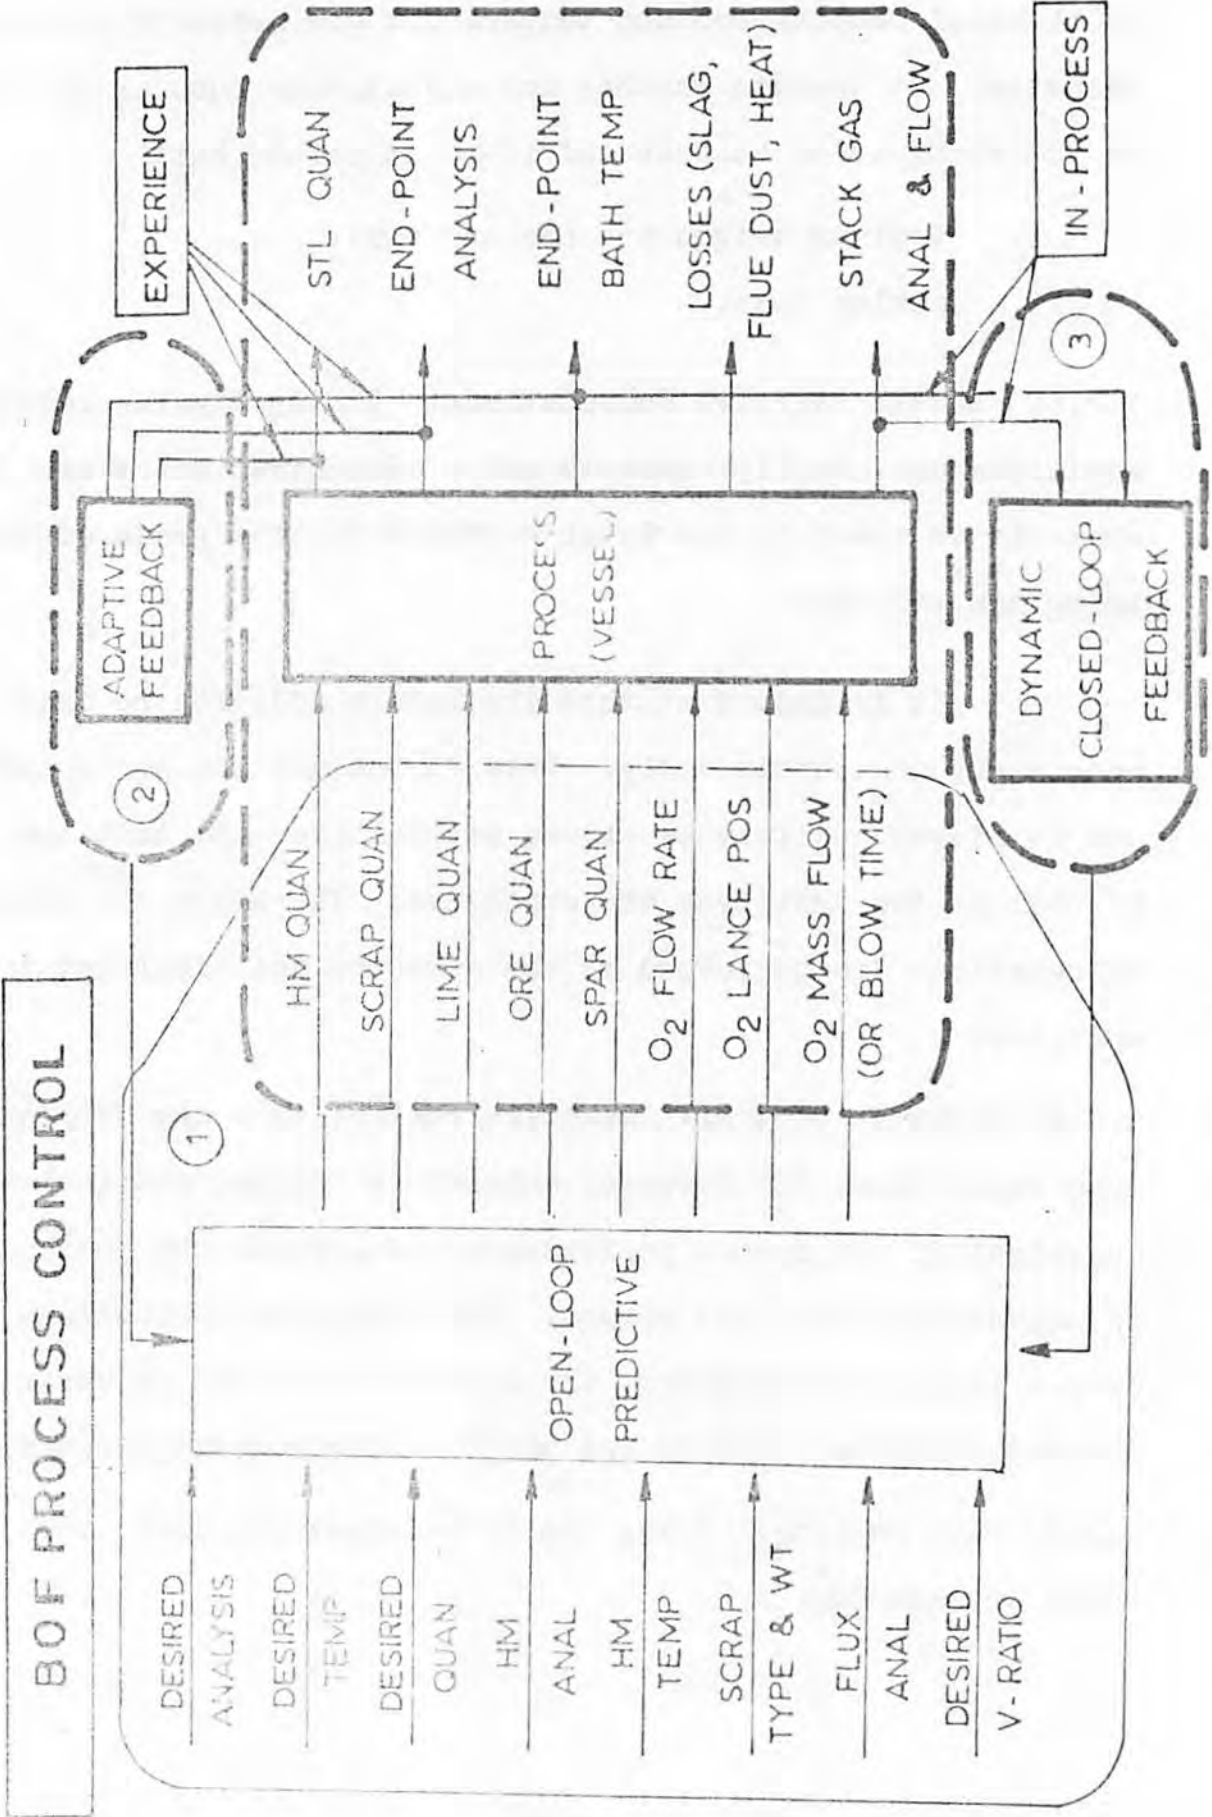 BOF PROCESS CONTROL
DESIRED
ANALYSIS
DESIRED
TEMP
DESIRED
QUAN
HM
ANAL
HM
TEMP
SCRAP
TYPE & WT
FLUX
ANAL
DESIRED
V-RATIO
OPEN-LOOP
PREDICTIVE
1
HM QUAN
SCRAP QUAN
LIME QUAN
ORE QUAN
SPAR QUAN
O2 FLOW RATE
O2 LANCE POS
O2 MASS FLOW
(OR BLOW TIME)
2
ADAPTIVE
FEEDBACK
PROCESS
(VESSEL)
DYNAMIC
CLOSED-LOOP
FEEDBACK
3
EXPERIENCE
STL QUAN
END-POINT
ANALYSIS
END-POINT
BATH TEMP
LOSSES (SLAG,
FLUE DUST, HEAT)
STACK GAS
ANAL & FLOW
IN-PROCESS